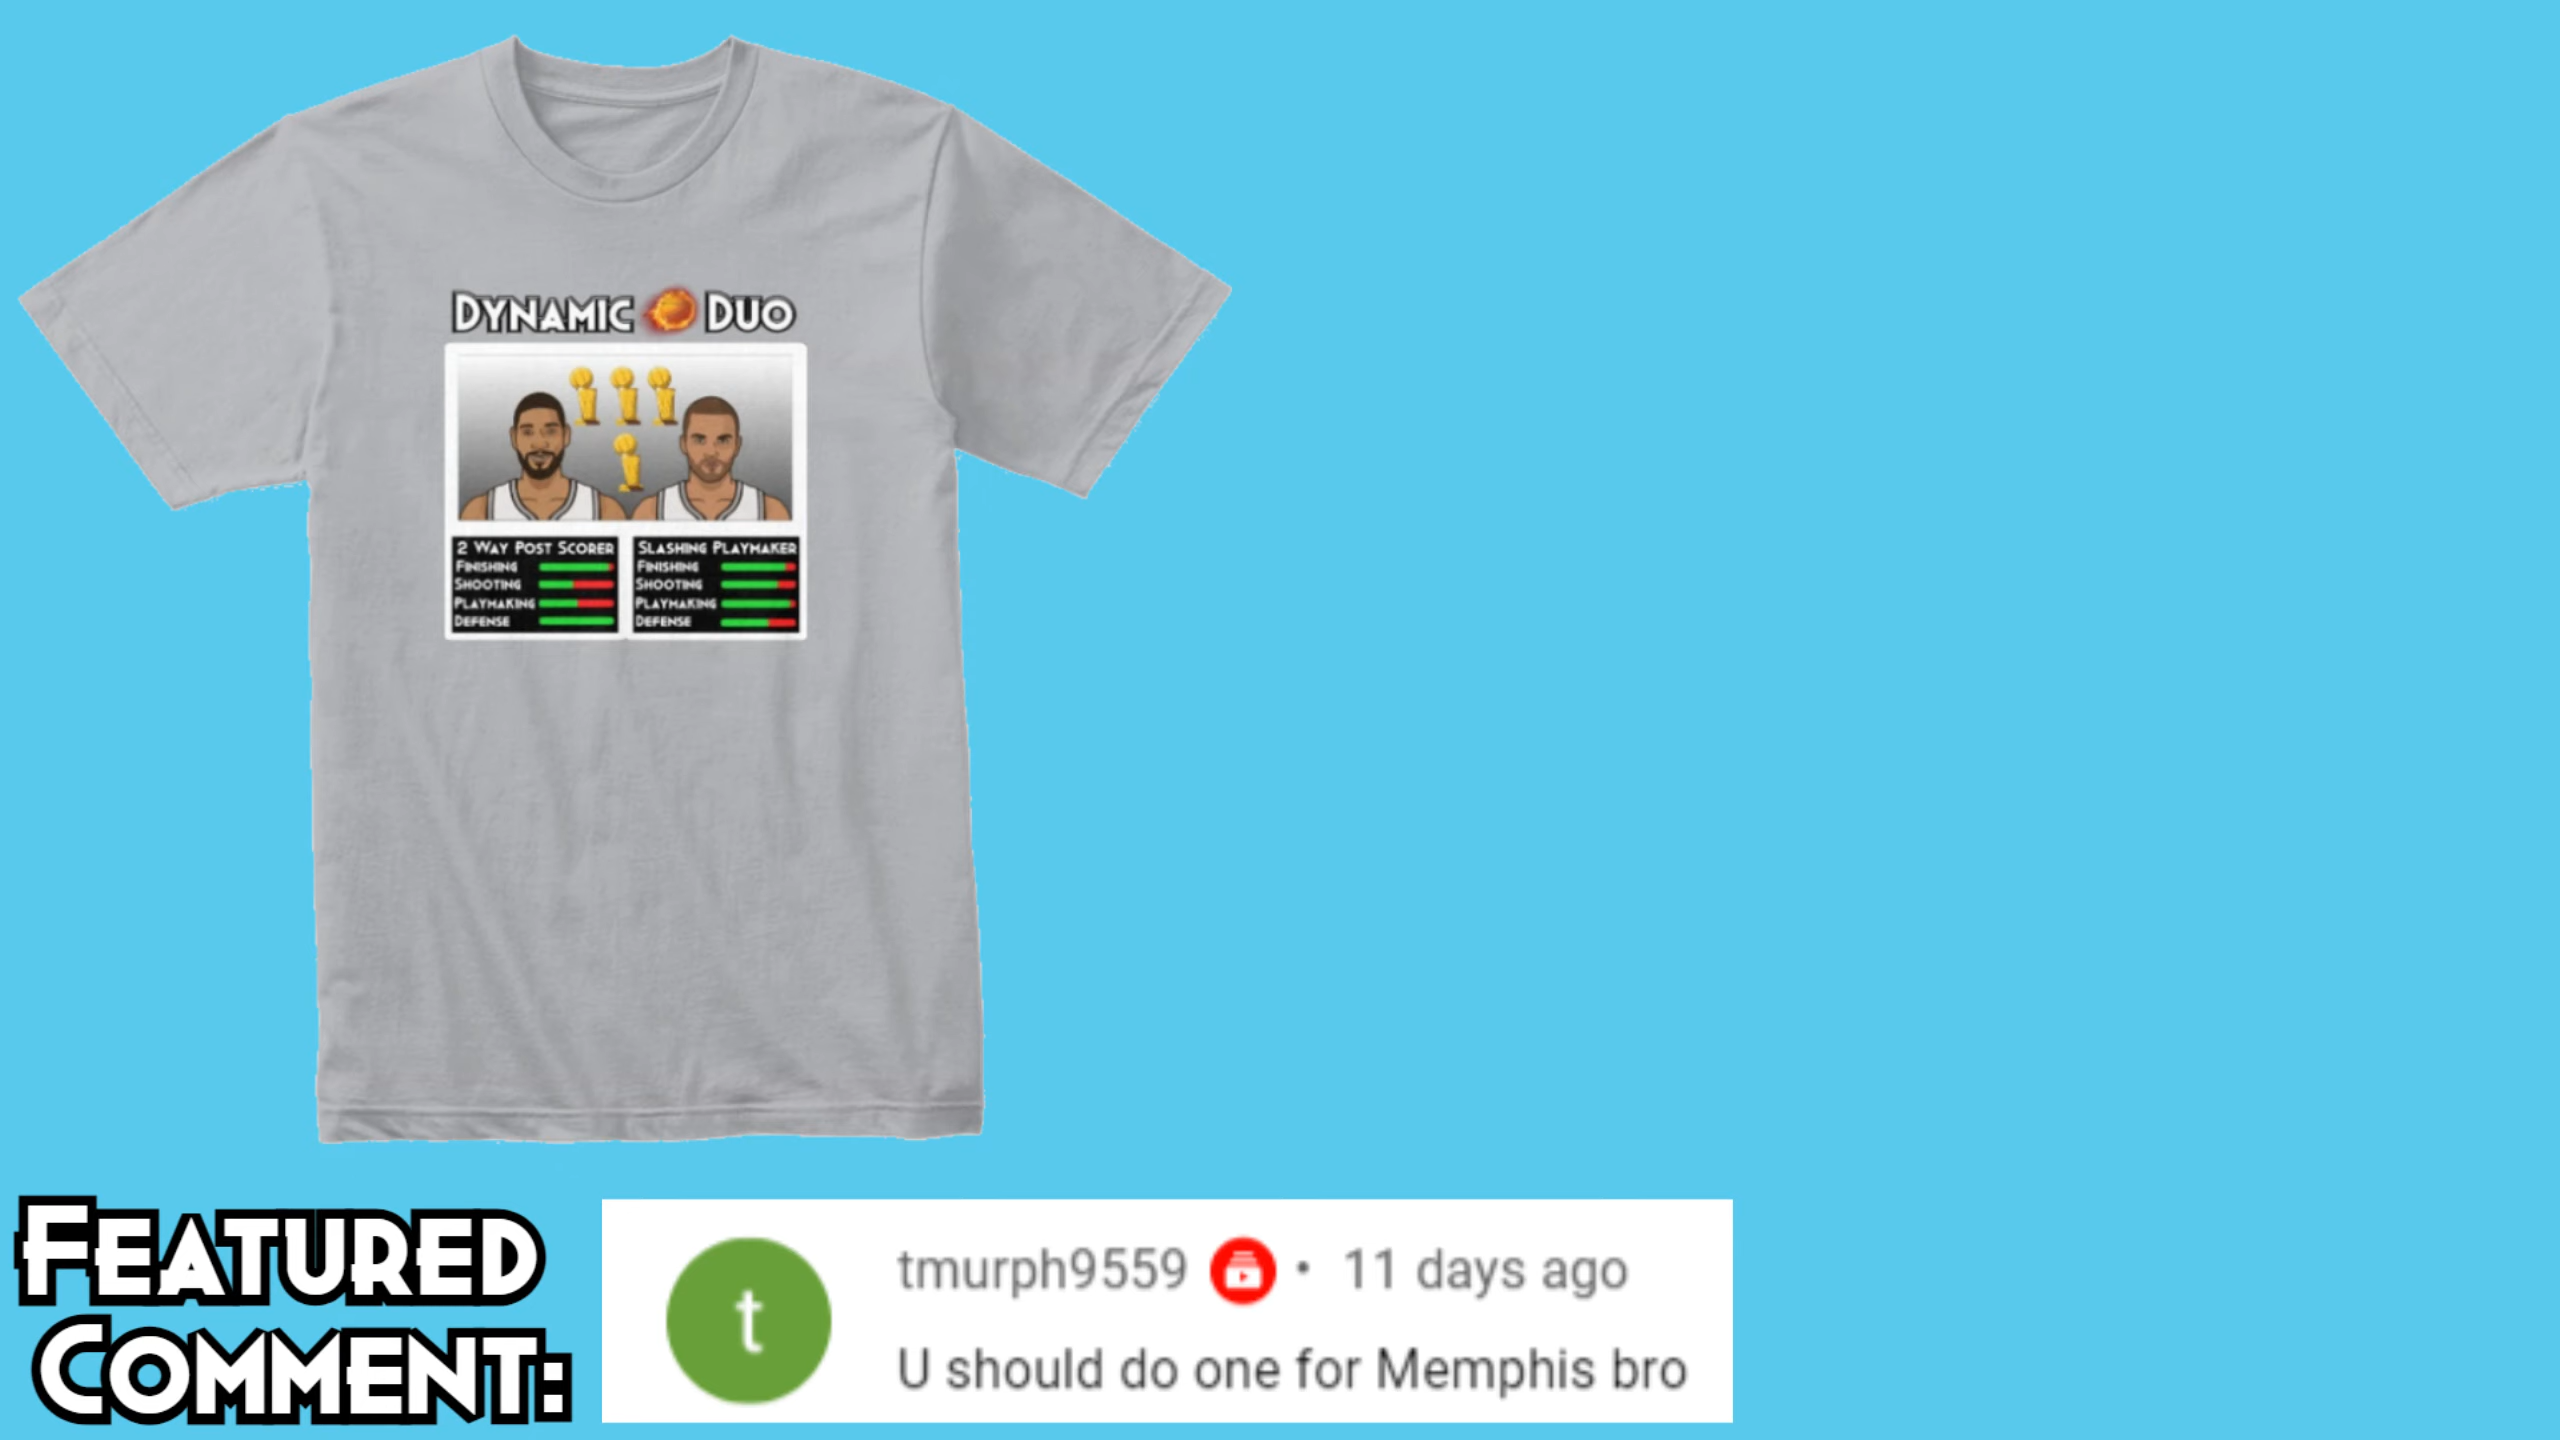 DYNAMIC DUO
2 WAY POST SCORER
FINISHING
SHOOTING
PLAYMAKING
DEFENSE
SLASHING PLAYMAKER
FINISHING
SHOOTING
PLAYMAKING
DEFENSE
FEATURED
COMMENT:
t
tmurph9559 • 11 days ago
U should do one for Memphis bro